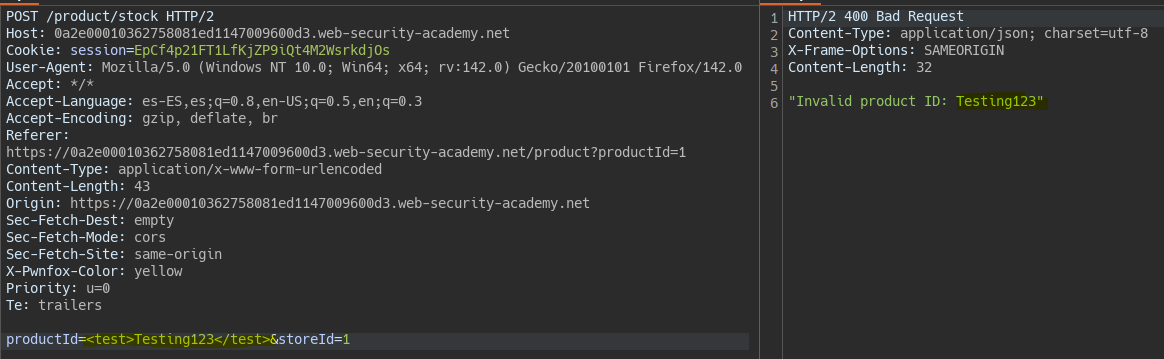 POST /product/stock HTTP/2
Host: 0a2e00010362758081ed1147009600d3.web-security-academy.net
Cookie: session=EpCf4p21FT1LfKjZP9iQt4M2WsrkdjOs
User-Agent: Mozilla/5.0 (Windows NT 10.0; Win64; x64; rv:142.0) Gecko/20100101 Firefox/142.0
Accept: */*
Accept-Language: es-ES,es;q=0.8,en-US;q=0.5,en;q=0.3
Accept-Encoding: gzip, deflate, br
Referer:
https://0a2e00010362758081ed1147009600d3.web-security-academy.net/product?productId=1
Content-Type: application/x-www-form-urlencoded
Content-Length: 43
Origin: https://0a2e00010362758081ed1147009600d3.web-security-academy.net
Sec-Fetch-Dest: empty
Sec-Fetch-Mode: cors
Sec-Fetch-Site: same-origin
X-Pwnfox-Color: yellow
Priority: u=0
Te: trailers
productId=<test>Testing123</test>&storeId=1
1 HTTP/2 400 Bad Request
2 Content-Type: application/json; charset=utf-8
3 X-Frame-Options: SAMEORIGIN
4 Content-Length: 32
5
6 "Invalid product ID: Testing123"